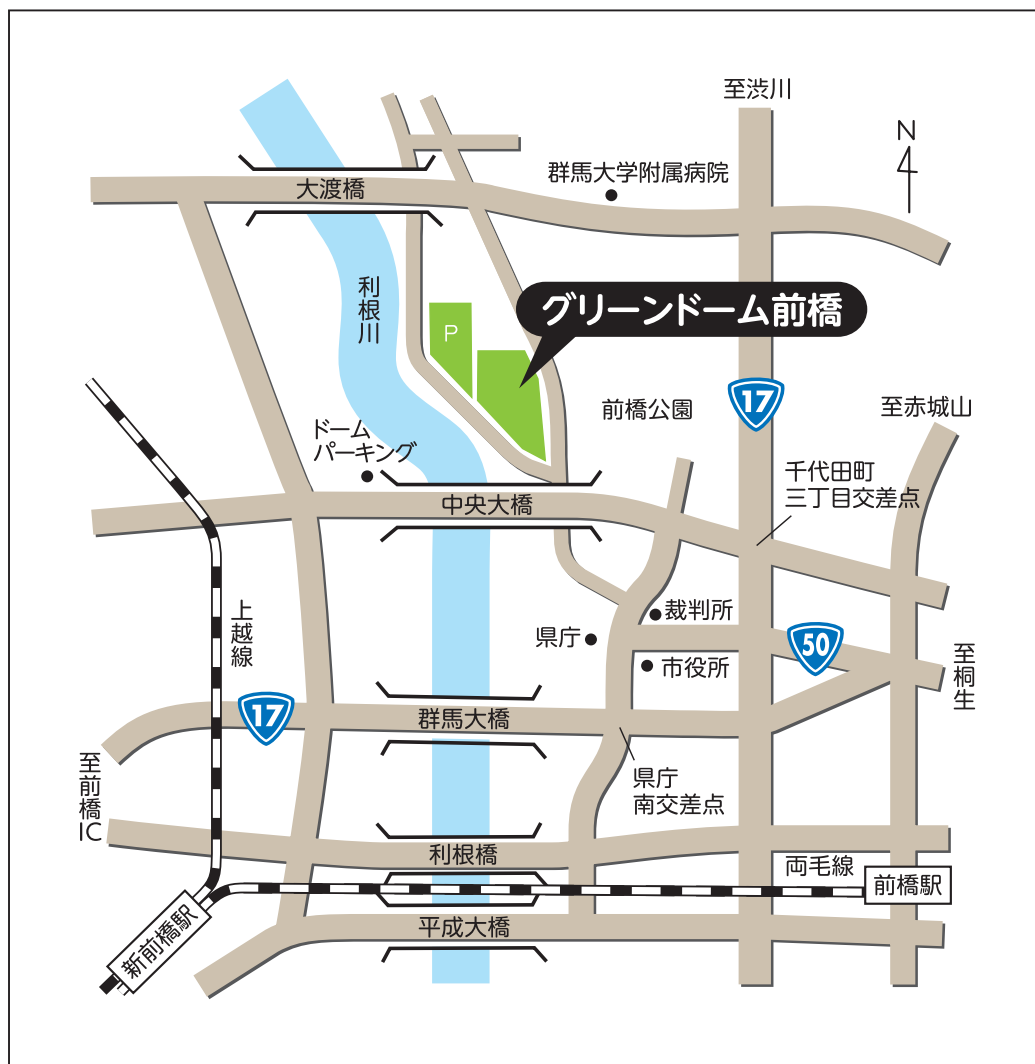 至渋川
N
群馬大学附属病院
大渡橋
利根川
P
グリーンドーム前橋
前橋公園
17
至赤城山
ドーム
パーキング
千代田町
三丁目交差点
中央大橋
上越線
裁判所
県庁
50
市役所
至桐生
17
群馬大橋
至前橋IC
県庁
南交差点
利根橋
両毛線
前橋駅
平成大橋
新前橋駅